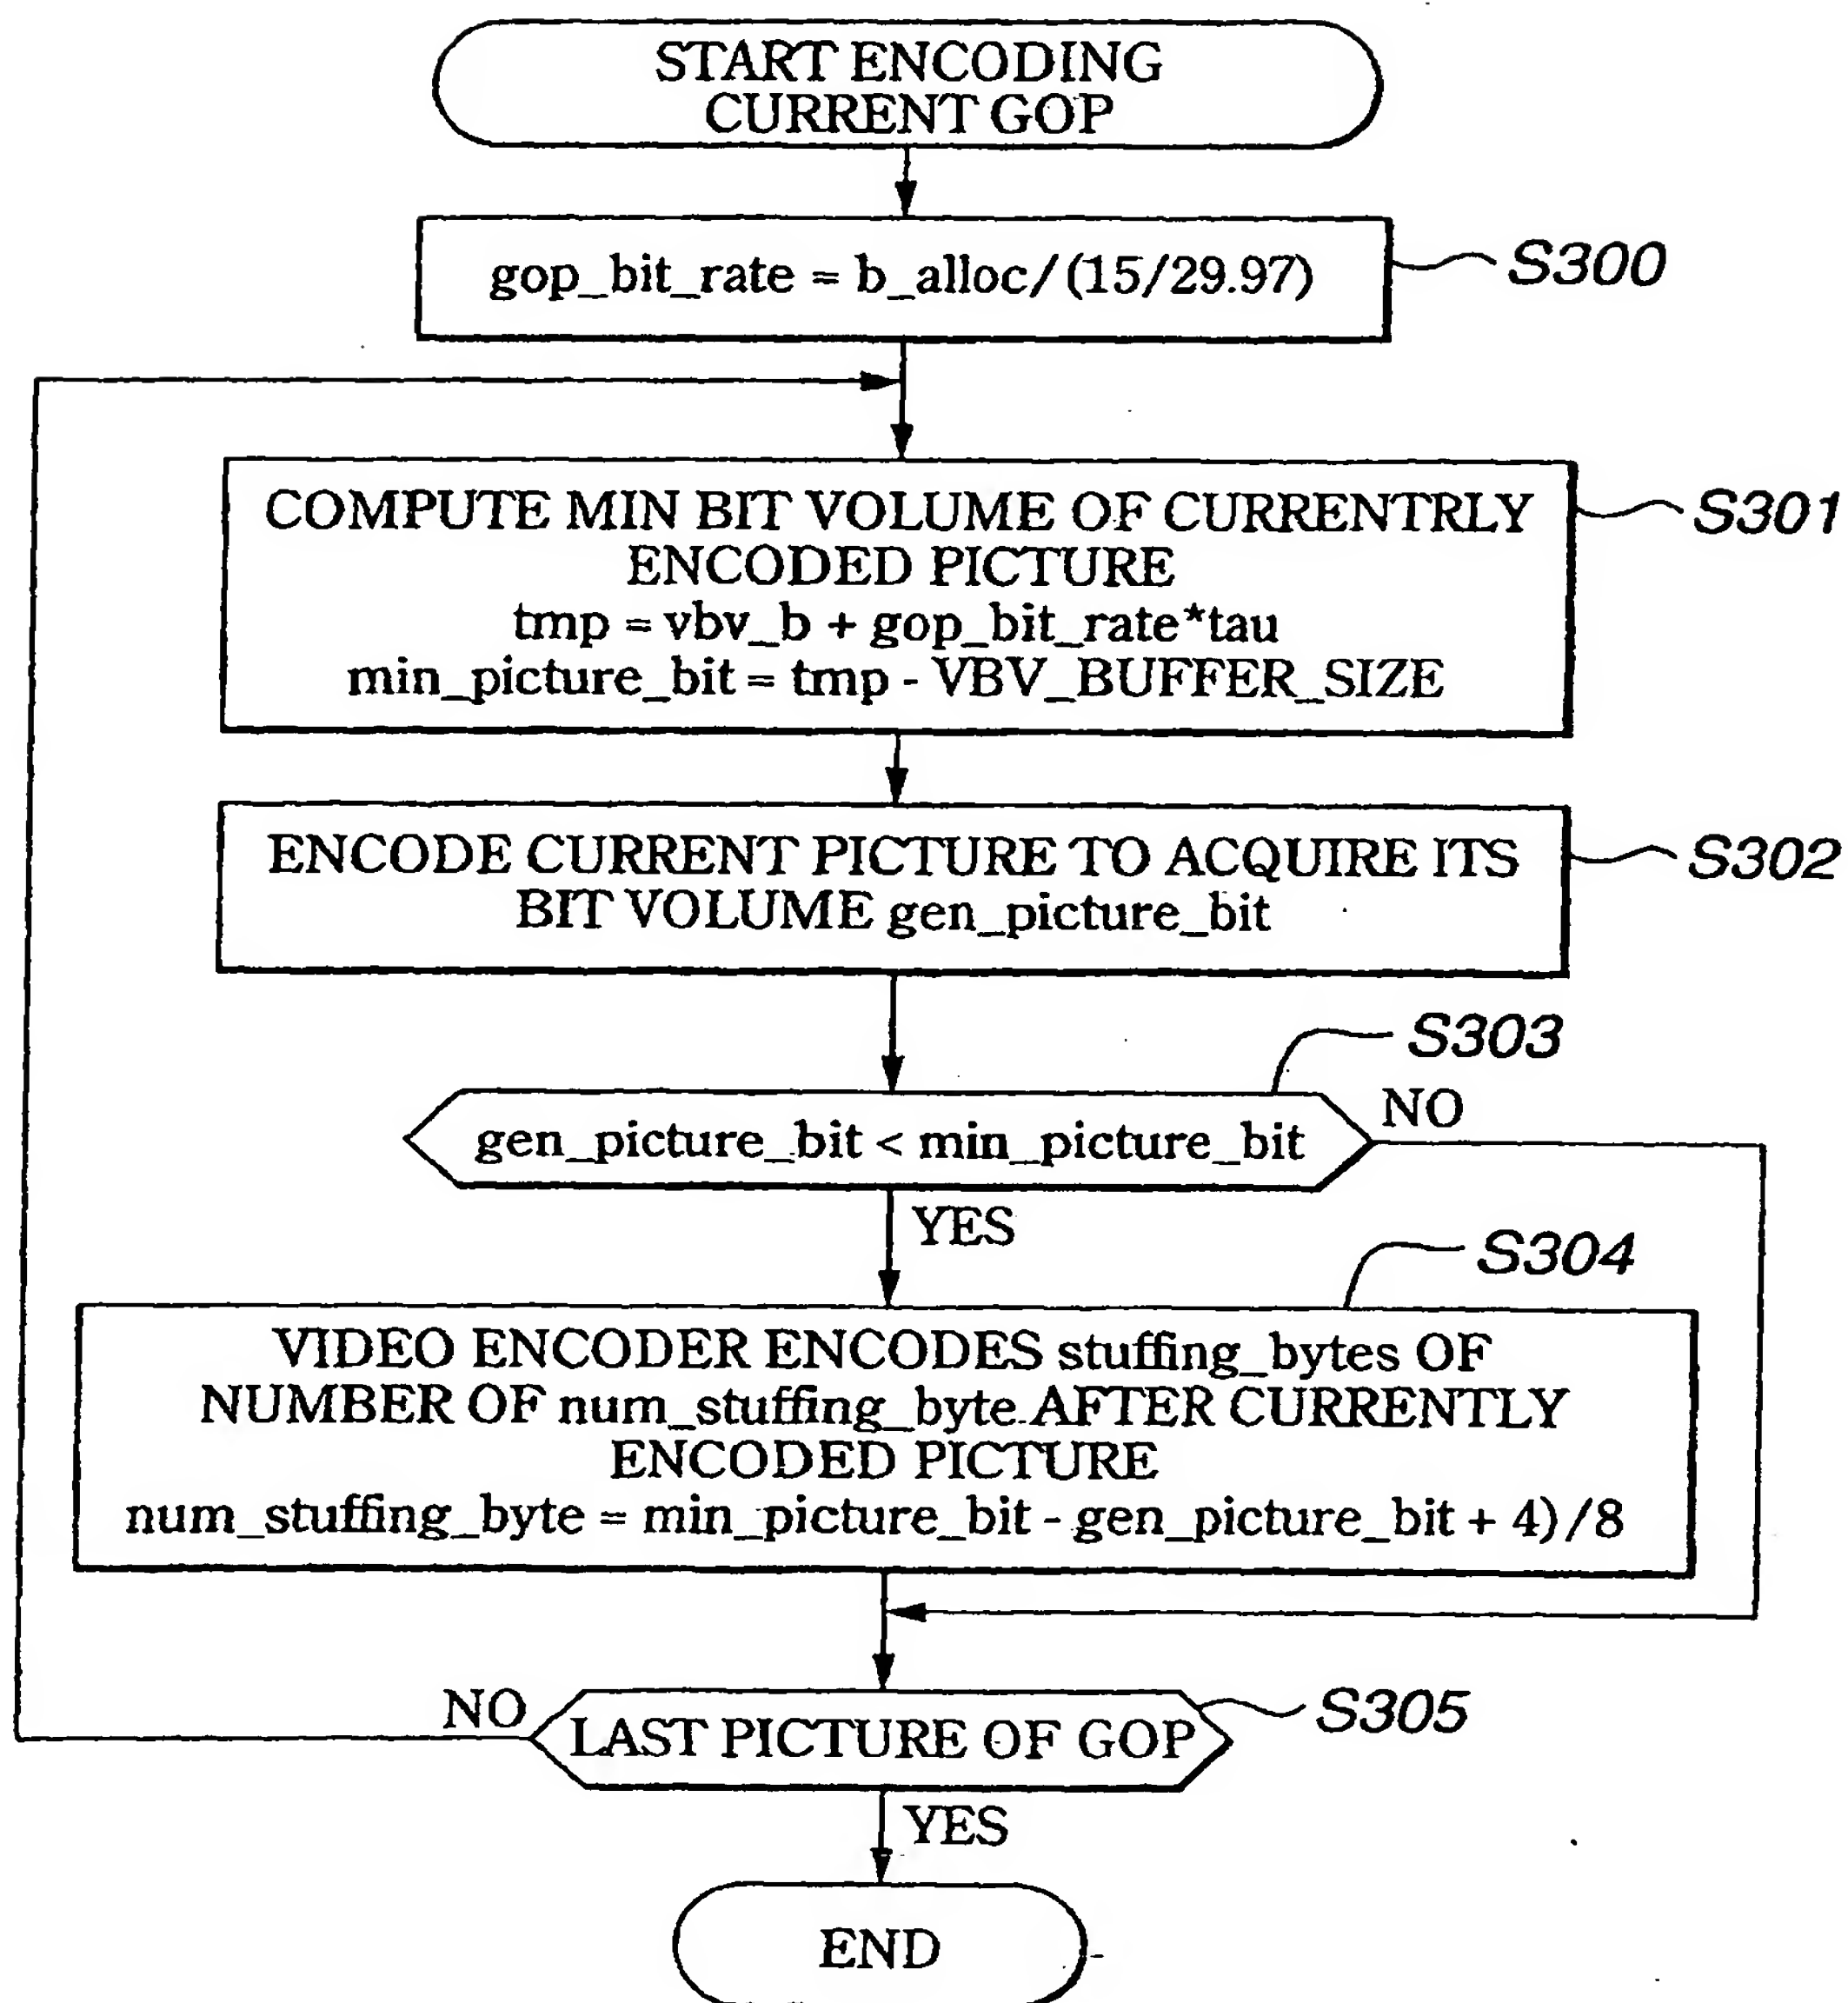 START ENCODING
CURRENT GOP
gop_bit_rate = b_alloc/(15/29.97)
S300
COMPUTE MIN BIT VOLUME OF CURRENTRLY
ENCODED PICTURE
tmp = vbv_b + gop_bit_rate*tau
min_picture_bit = tmp - VBV_BUFFER_SIZE
S301
ENCODE CURRENT PICTURE TO ACQUIRE ITS
BIT VOLUME gen_picture_bit
S302
S303
gen_picture_bit < min_picture_bit
NO
YES
S304
VIDEO ENCODER ENCODES stuffing_bytes OF
NUMBER OF num_stuffing_byte AFTER CURRENTLY
ENCODED PICTURE
num_stuffing_byte = min_picture_bit - gen_picture_bit + 4)/8
NO
LAST PICTURE OF GOP
S305
YES
END